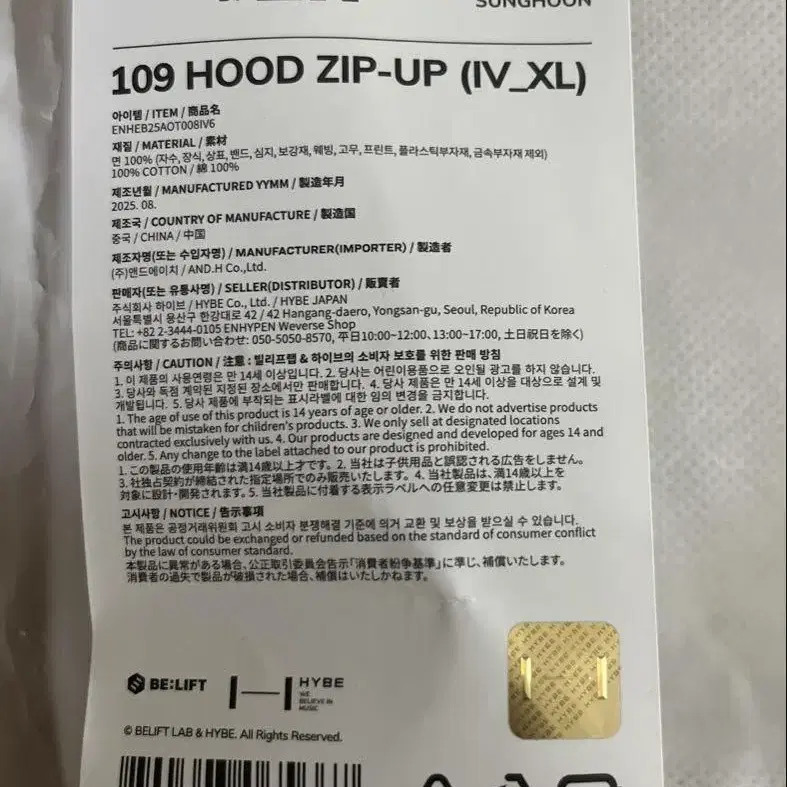 SUNGHOON
109 HOOD ZIP-UP (IV_XL)
아이템 / ITEM / 商品名
ENHEB25AOT008IV6
재질 / MATERIAL / 素材
면 100% (자수, 장식, 상표, 밴드, 심지, 보강재, 웨빙, 고무, 프린트, 플라스틱부자재, 금속부자재 제외)
100% COTTON / 綿 100%
제조년월 / MANUFACTURED YYMM / 製造年月
2025. 08.
제조국 / COUNTRY OF MANUFACTURE / 製造国
중국 / CHINA / 中国
제조자명(또는 수입자명) / MANUFACTURER(IMPORTER) / 製造者
(주)앤드에이치 / AND.H Co.,Ltd.
판매자(또는 유통사명) / SELLER(DISTRIBUTOR) / 販賣者
주식회사 하이브 / HYBE Co., Ltd. / HYBE JAPAN
서울특별시 용산구 한강대로 42 / 42 Hangang-daero, Yongsan-gu, Seoul, Republic of Korea
TEL: +82 2-3444-0105 ENHYPEN Weverse Shop
(商品に関するお問い合わせ: 050-5050-8570, 平日10:00~12:00、13:00~17:00, 土日祝日を除く)
주의사항 / CAUTION / 注意 : 빌리프랩 & 하이브의 소비자 보호를 위한 판매 방침
1. 이 제품의 사용연령은 만 14세 이상입니다. 2. 당사는 어린이용품으로 오인될 광고를 하지 않습니다.
3. 당사와 독점 계약된 지정된 장소에서만 판매합니다. 4. 당사 제품은 만 14세 이상을 대상으로 설계 및
개발됩니다. 5. 당사 제품에 부착되는 표시라벨에 대한 임의 변경을 금지합니다.
1. The age of use of this product is 14 years of age or older. 2. We do not advertise products
that will be mistaken for children's products. 3. We only sell at designated locations
contracted exclusively with us. 4. Our products are designed and developed for ages 14 and
older. 5. Any change to the label attached to our product is prohibited.
1. この製品の使用年齢は満14歳以上才です。2. 当社は子供用品と誤認される広告をしません。
3. 社独占契約が締結された指定場所でのみ販売いたします。4. 当社製品は、満14歳以上を
対象に設計・開発されます。5. 当社製品に付着する表示ラベルへの任意変更は禁止します。
고시사항 / NOTICE / 告示事項
본 제품은 공정거래위원회 고시 소비자 분쟁해결 기준에 의거 교환 및 보상을 받으실 수 있습니다.
The product could be exchanged or refunded based on the standard of consumer conflict
by the law of consumer standard.
本製品に異常がある場合、公正取引委員会告示「消費者紛争基準」に準じ、補償いたします。
消費者の過失で製品が破損された場合、補償はいたしかねます。
BE:LIFT
HYBE
WE
BELIEVE IN
MUSIC
© BELIFT LAB & HYBE. All Rights Reserved.